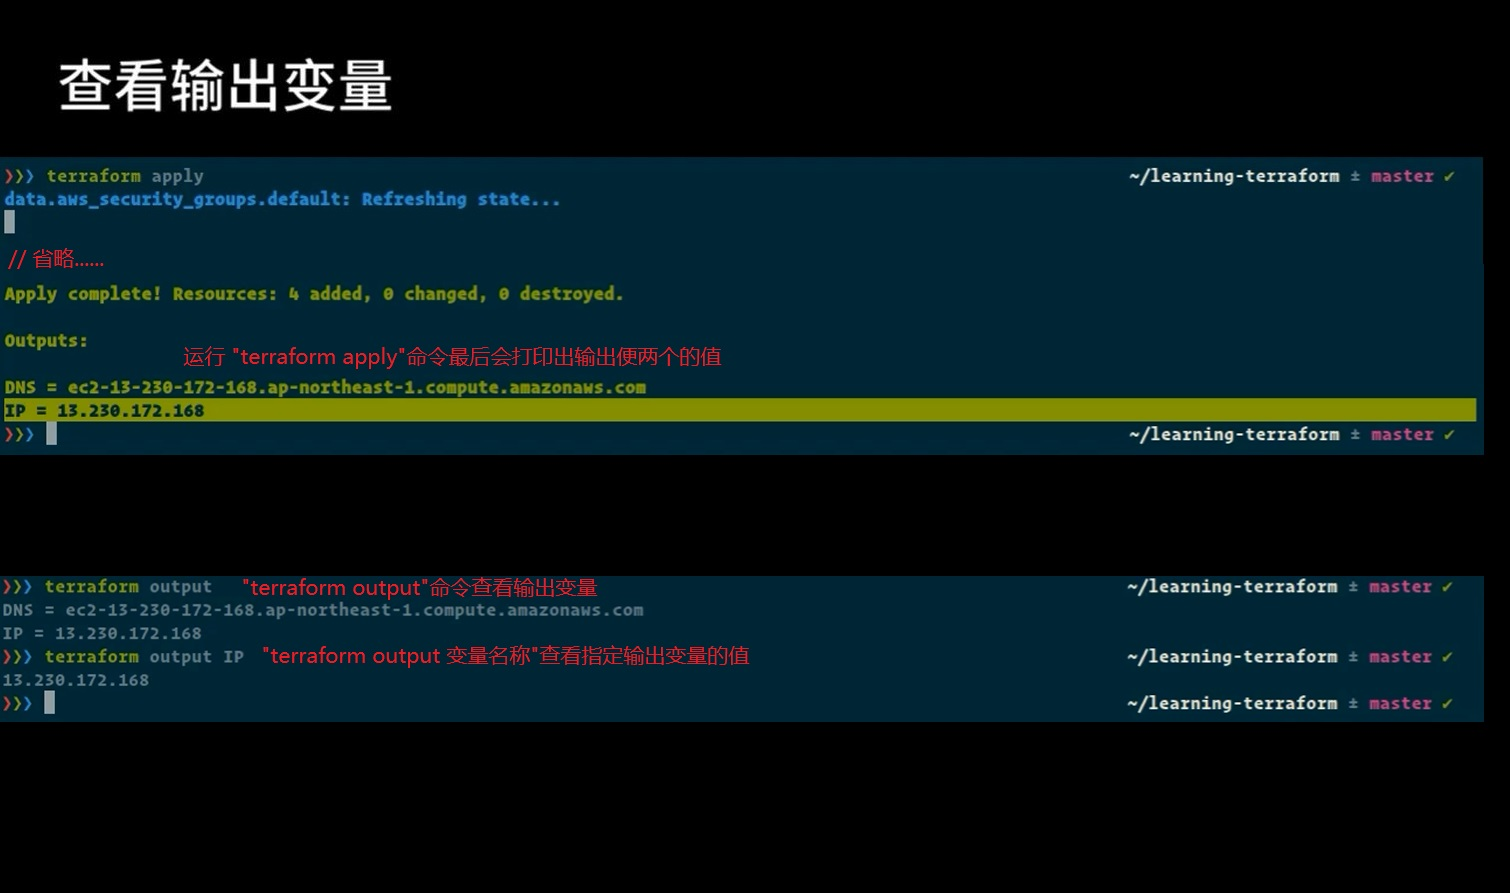 查看输出变量
❯❯❯ terraform apply ~/learning-terraform ± master ✓
data.aws_security_groups.default: Refreshing state...
// 省略......
Apply complete! Resources: 4 added, 0 changed, 0 destroyed.
Outputs:
运行 "terraform apply"命令最后会打印出输出便两个的值
DNS = ec2-13-230-172-168.ap-northeast-1.compute.amazonaws.com
IP = 13.230.172.168
❯❯❯ ~/learning-terraform ± master ✓
❯❯❯ terraform output "terraform output"命令查看输出变量 ~/learning-terraform ± master ✓
DNS = ec2-13-230-172-168.ap-northeast-1.compute.amazonaws.com
IP = 13.230.172.168
❯❯❯ terraform output IP "terraform output 变量名称"查看指定输出变量的值 ~/learning-terraform ± master ✓
13.230.172.168
❯❯❯ ~/learning-terraform ± master ✓